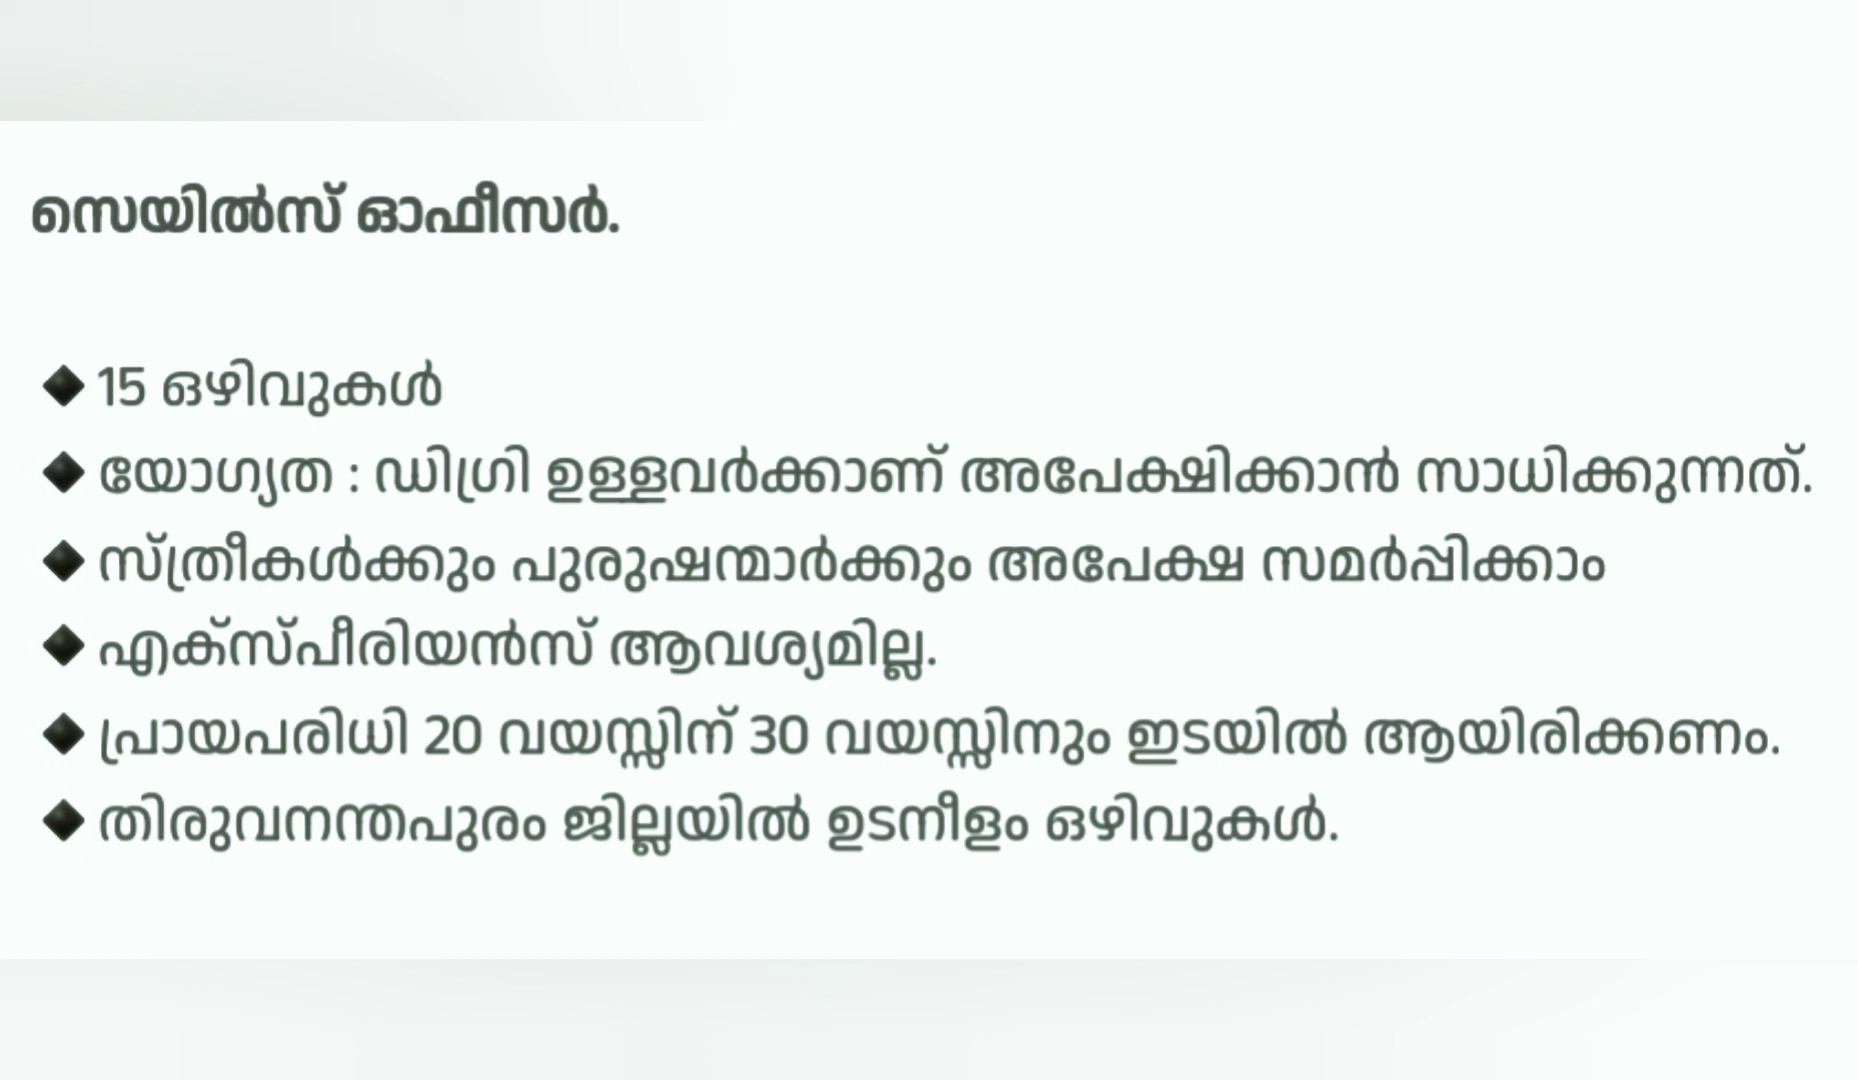 സെയിൽസ് ഓഫീസർ.
◆ 15 ഒഴിവുകൾ
◆ യോഗ്യത : ഡിഗ്രി ഉള്ളവർക്കാണ് അപേക്ഷിക്കാൻ സാധിക്കുന്നത്.
◆ സ്ത്രീകൾക്കും പുരുഷന്മാർക്കും അപേക്ഷ സമർപ്പിക്കാം
◆ എക്സ്പീരിയൻസ് ആവശ്യമില്ല.
◆ പ്രായപരിധി 20 വയസ്സിന് 30 വയസ്സിനും ഇടയിൽ ആയിരിക്കണം.
◆ തിരുവനന്തപുരം ജില്ലയിൽ ഉടനീളം ഒഴിവുകൾ.